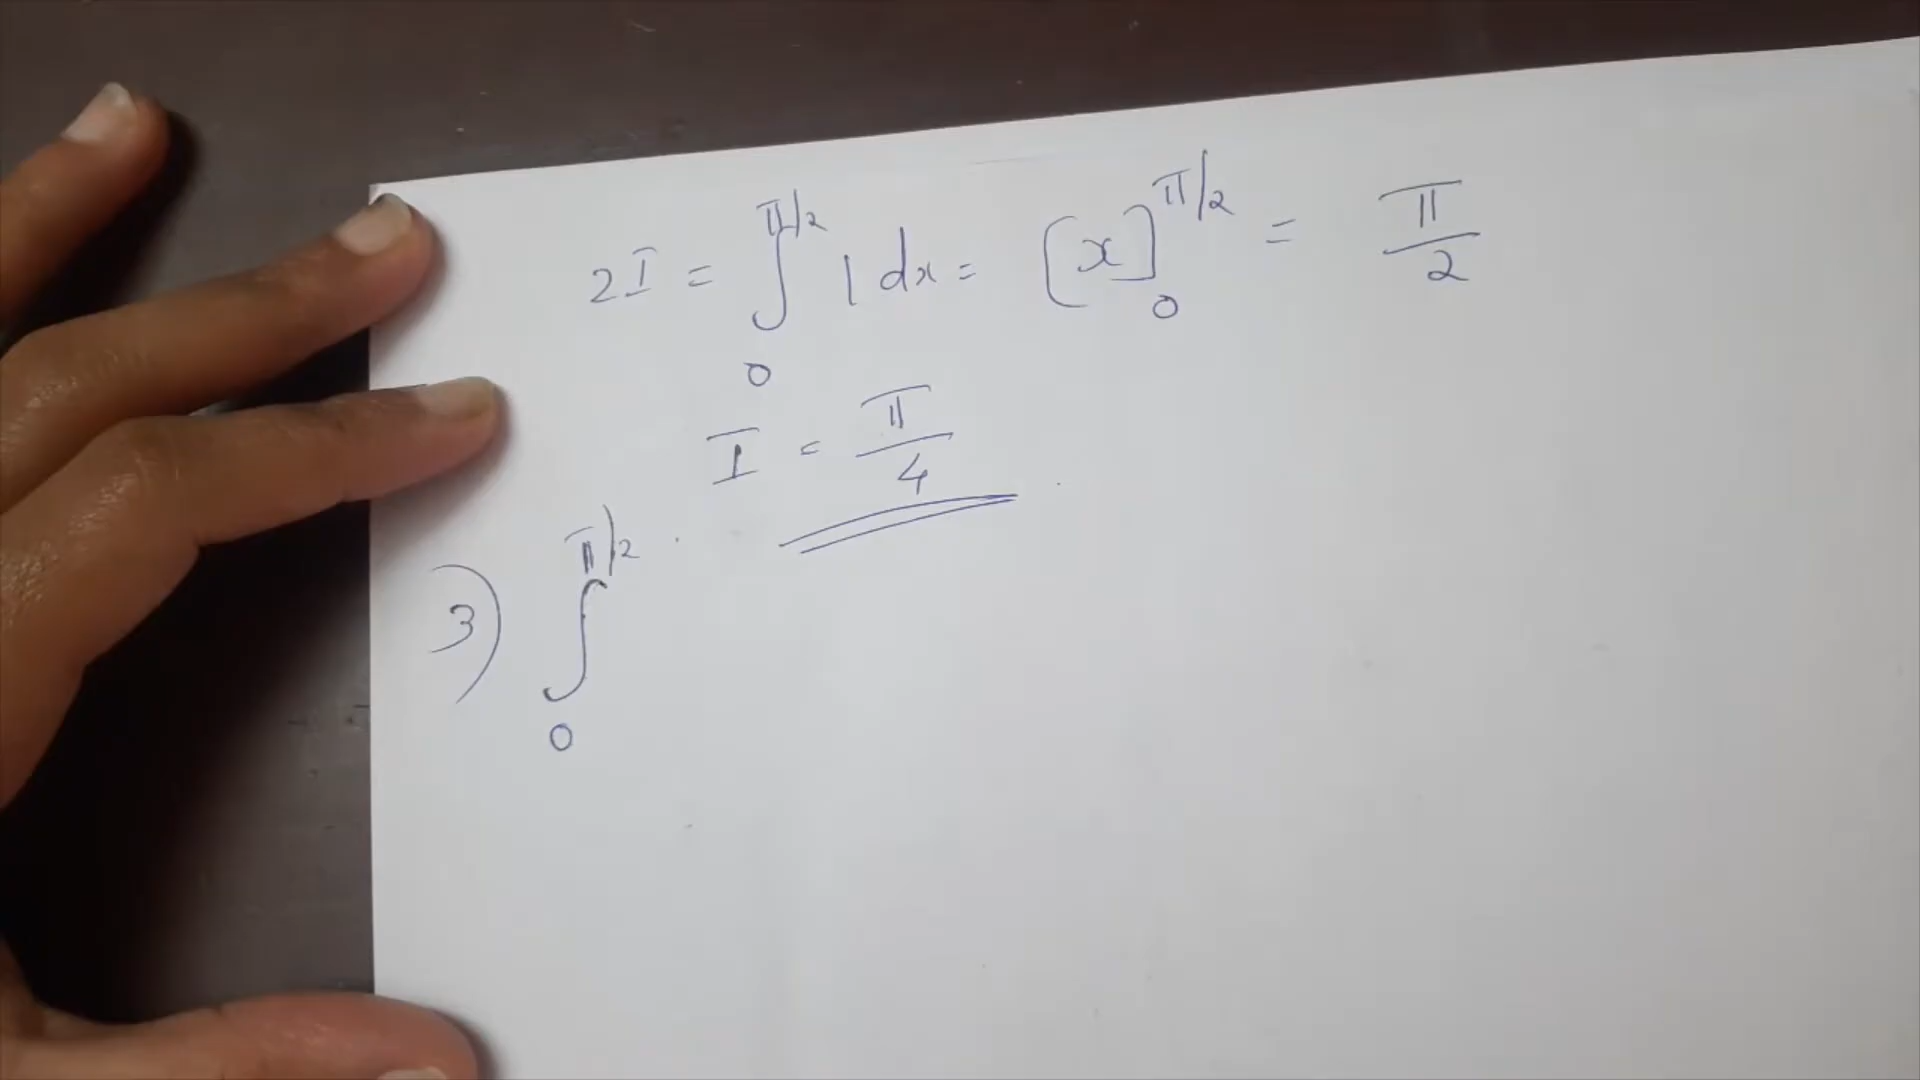 2I = ∫₀^{π/2} 1 dx = [x]₀^{π/2} = π/2
I = π/4
3) ∫₀^{π/2}